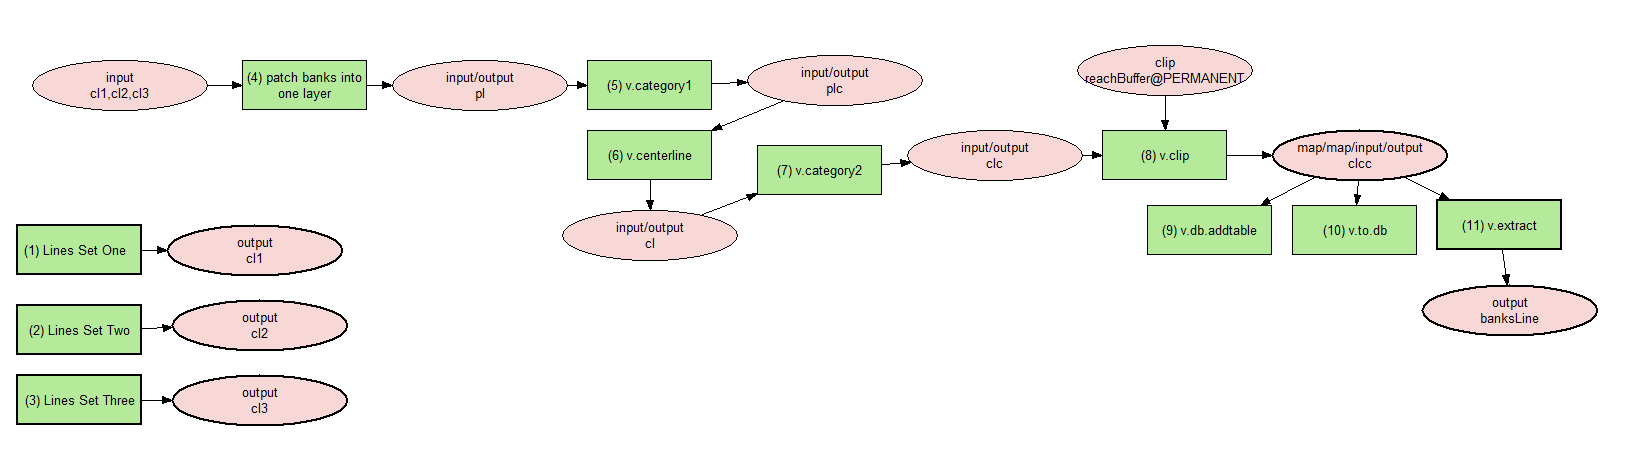 input
cl1,cl2,cl3
(4) patch banks into
one layer
input/output
pl
(5) v.category1
input/output
plc
clip
reachBuffer@PERMANENT
(6) v.centerline
(7) v.category2
input/output
clc
(8) v.clip
map/map/input/output
clcc
input/output
cl
(9) v.db.addtable
(10) v.to.db
(11) v.extract
output
banksLine
(1) Lines Set One
output
cl1
(2) Lines Set Two
output
cl2
(3) Lines Set Three
output
cl3